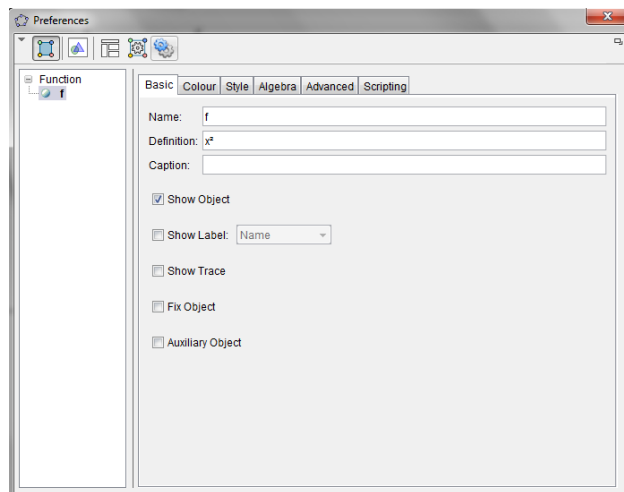 Preferences
Function
f
Basic Colour Style Algebra Advanced Scripting
Name: f
Definition: x²
Caption:
Show Object
Show Label: Name
Show Trace
Fix Object
Auxiliary Object